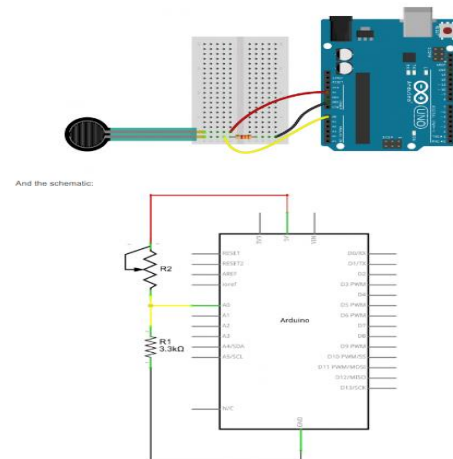 UNO
And the schematic:
3V3
5V
VIN
RESET
RESET2
AREF
ioref
A0
A1
A2
A3
A4/SDA
A5/SCL
N/C
R2
R1
3.3kΩ
Arduino
D0/RX
D1/TX
D2
D3 PWM
D4
D5 PWM
D6 PWM
D7
D8
D9 PWM
D10 PWM/SS
D11 PWM/MOSI
D12/MISO
D13/SCK
GND